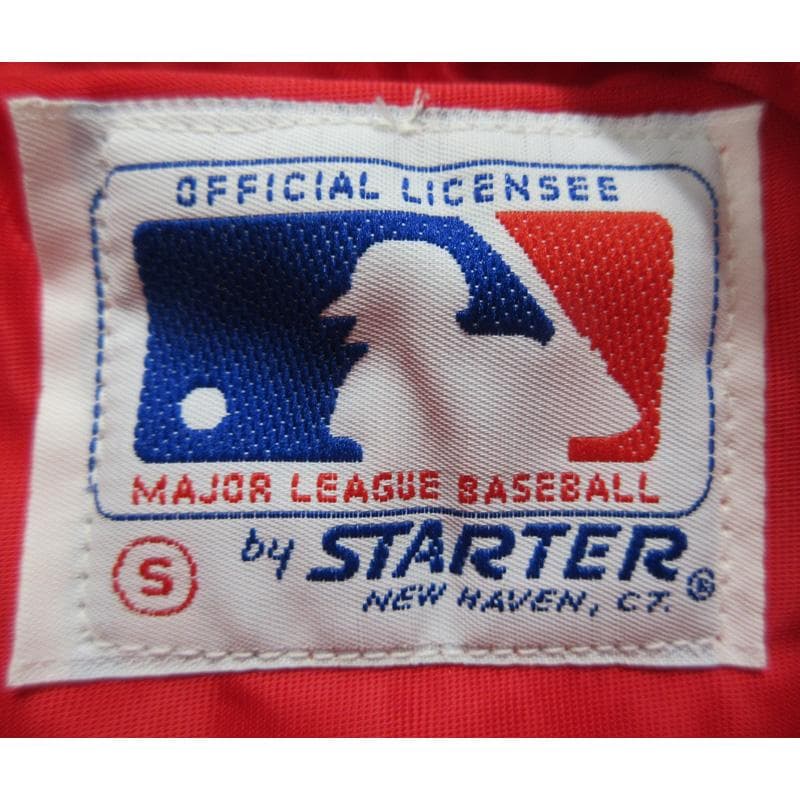 OFFICIAL LICENSEE
MAJOR LEAGUE BASEBALL
S
by STARTER ®
NEW HAVEN, CT.